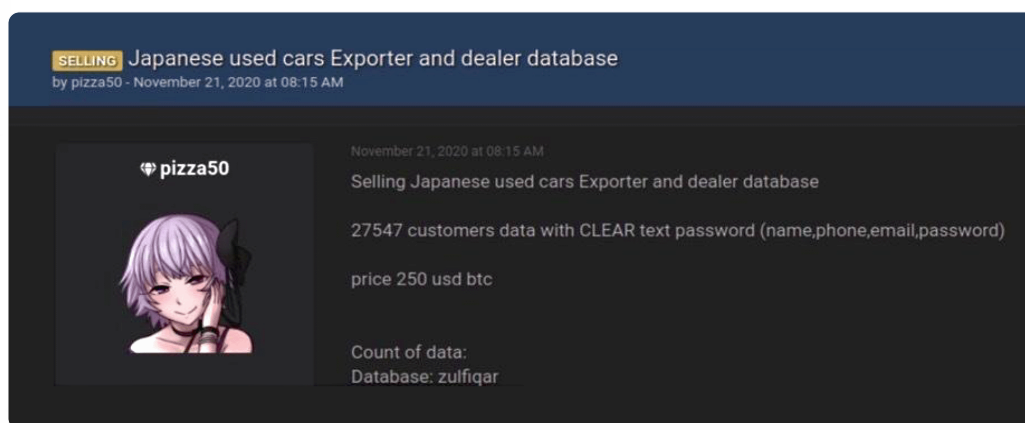 SELLING Japanese used cars Exporter and dealer database
by pizza50 - November 21, 2020 at 08:15 AM
pizza50
November 21, 2020 at 08:15 AM
Selling Japanese used cars Exporter and dealer database
27547 customers data with CLEAR text password (name,phone,email,password)
price 250 usd btc
Count of data:
Database: zulfiqar